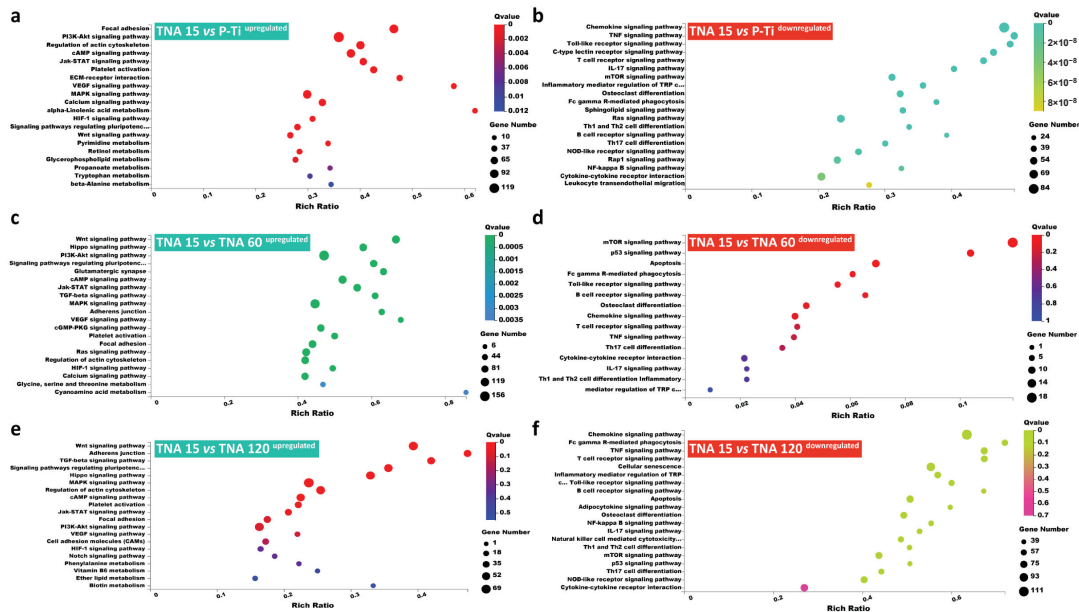 a
TNA 15 vs P-Ti upregulated
Focal adhesion
PI3K-Akt signaling pathway
Regulation of actin cytoskeleton
cAMP signaling pathway
Jak-STAT signaling pathway
Platelet activation
ECM-receptor interaction
VEGF signaling pathway
MAPK signaling pathway
Calcium signaling pathway
alpha-Linolenic acid metabolism
HIF-1 signaling pathway
Signaling pathways regulating pluripotenc...
Wnt signaling pathway
Pyrimidine metabolism
Retinol metabolism
Glycerophospholipid metabolism
Propanoate metabolism
Tryptophan metabolism
beta-Alanine metabolism
0 0.1 0.2 0.3 0.4 0.5 0.6
Rich Ratio
Qvalue
0
0.002
0.004
0.006
0.008
0.010
0.012
Gene Number
10
37
65
92
119
b
TNA 15 vs P-Ti downregulated
Chemokine signaling pathway
TNF signaling pathway
Toll-like receptor signaling pathway
C-type lectin receptor signaling pathway
T cell receptor signaling pathway
IL-17 signaling pathway
mTOR signaling pathway
Inflammatory mediator regulation of TRP c...
Osteoclast differentiation
Fc gamma R-mediated phagocytosis
Sphingolipid signaling pathway
Ras signaling pathway
Th1 and Th2 cell differentiation
B cell receptor signaling pathway
Th17 cell differentiation
NOD-like receptor signaling pathway
Rap1 signaling pathway
NF-kappa B signaling pathway
Cytokine-cytokine receptor interaction
Leukocyte transendothelial migration
0 0.1 0.2 0.3 0.4
Rich Ratio
Qvalue
0
2×10⁻⁸
4×10⁻⁸
6×10⁻⁸
8×10⁻⁸
Gene Number
24
39
54
69
84
c
TNA 15 vs TNA 60 upregulated
Wnt signaling pathway
Hippo signaling pathway
PI3K-Akt signaling pathway
Signaling pathways regulating pluripotenc...
Glutamatergic synapse
cAMP signaling pathway
Jak-STAT signaling pathway
TGF-beta signaling pathway
MAPK signaling pathway
Adherens junction
VEGF signaling pathway
cGMP-PKG signaling pathway
Platelet activation
Focal adhesion
Ras signaling pathway
Regulation of actin cytoskeleton
HIF-1 signaling pathway
Calcium signaling pathway
Glycine, serine and threonine metabolism
Cyanoamino acid metabolism
0 0.2 0.4 0.6 0.8
Rich Ratio
Qvalue
0
0.0005
0.001
0.0015
0.002
0.0025
0.003
0.0035
Gene Number
6
44
81
119
156
d
TNA 15 vs TNA 60 downregulated
mTOR signaling pathway
p53 signaling pathway
Apoptosis
Fc gamma R-mediated phagocytosis
Toll-like receptor signaling pathway
B cell receptor signaling pathway
Osteoclast differentiation
Chemokine signaling pathway
T cell receptor signaling pathway
TNF signaling pathway
Th17 cell differentiation
Cytokine-cytokine receptor interaction
IL-17 signaling pathway
Th1 and Th2 cell differentiation Inflammatory
mediator regulation of TRP c...
0 0.02 0.04 0.06 0.08 0.1
Rich Ratio
Qvalue
0
0.2
0.4
0.6
0.8
1
Gene Number
1
5
10
14
18
e
TNA 15 vs TNA 120 upregulated
Wnt signaling pathway
Adherens junction
TGF-beta signaling pathway
Signaling pathways regulating pluripotenc...
Hippo signaling pathway
MAPK signaling pathway
Regulation of actin cytoskeleton
cAMP signaling pathway
Platelet activation
Jak-STAT signaling pathway
Focal adhesion
PI3K-Akt signaling pathway
VEGF signaling pathway
Cell adhesion molecules (CAMs)
HIF-1 signaling pathway
Notch signaling pathway
Phenylalanine metabolism
Vitamin B6 metabolism
Ether lipid metabolism
Biotin metabolism
0 0.1 0.2 0.3 0.4 0.5
Rich Ratio
Qvalue
0
0.1
0.2
0.3
0.4
0.5
Gene Number
1
18
35
52
69
f
TNA 15 vs TNA 120 downregulated
Chemokine signaling pathway
Fc gamma R-mediated phagocytosis
TNF signaling pathway
T cell receptor signaling pathway
Cellular senescence
Inflammatory mediator regulation of TRP
c... Toll-like receptor signaling pathway
B cell receptor signaling pathway
Apoptosis
Adipocytokine signaling pathway
Osteoclast differentiation
NF-kappa B signaling pathway
IL-17 signaling pathway
Natural killer cell mediated cytotoxicity...
Th1 and Th2 cell differentiation
mTOR signaling pathway
p53 signaling pathway
Th17 cell differentiation
NOD-like receptor signaling pathway
Cytokine-cytokine receptor interaction
0 0.2 0.4 0.6
Rich Ratio
Qvalue
0
0.1
0.2
0.3
0.4
0.5
0.6
0.7
Gene Number
39
57
75
93
111